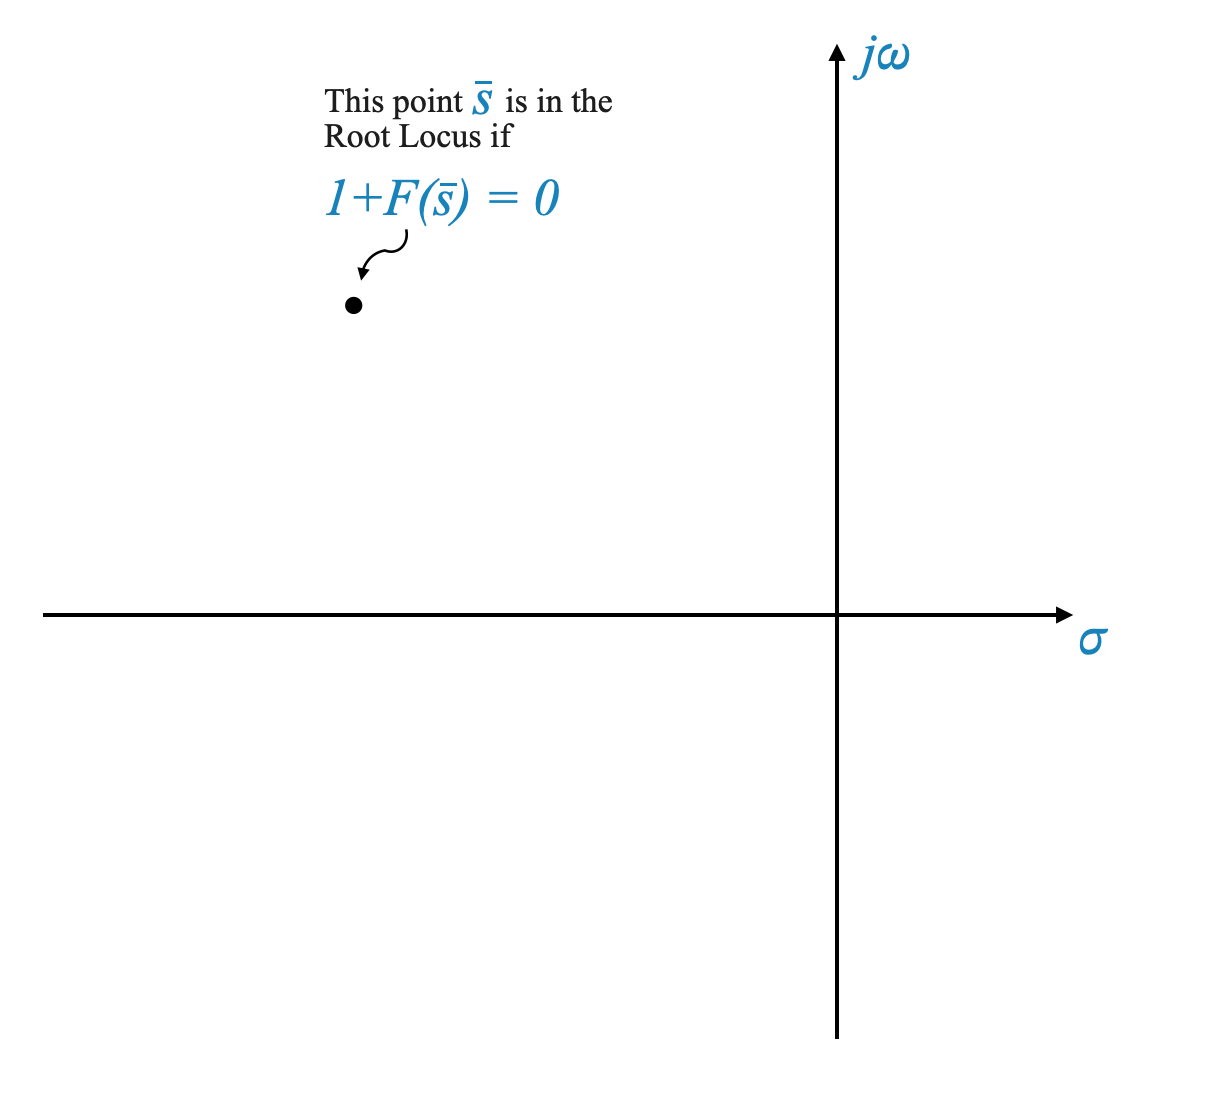 jω
This point s̄ is in the
Root Locus if
1+F(s̄) = 0
σ